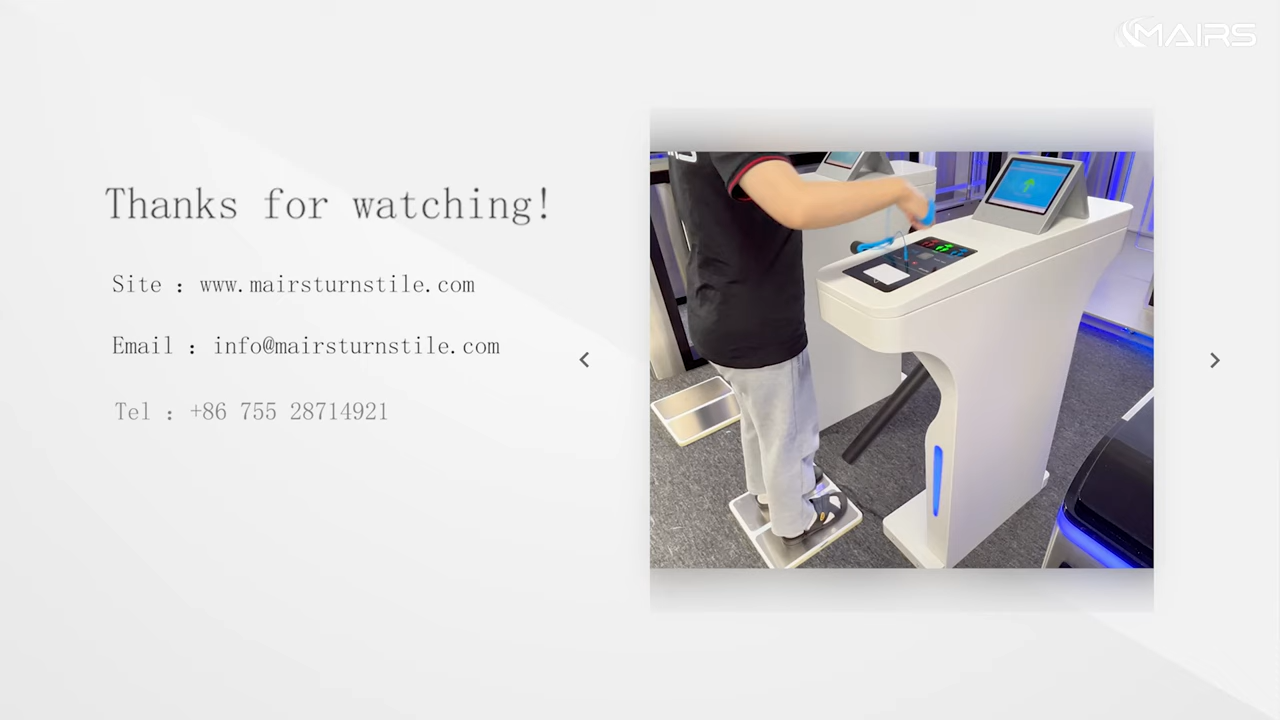 MAIRS
Thanks for watching!
Site : www.mairsturnstile.com
Email : info@mairsturnstile.com
Tel : +86 755 28714921